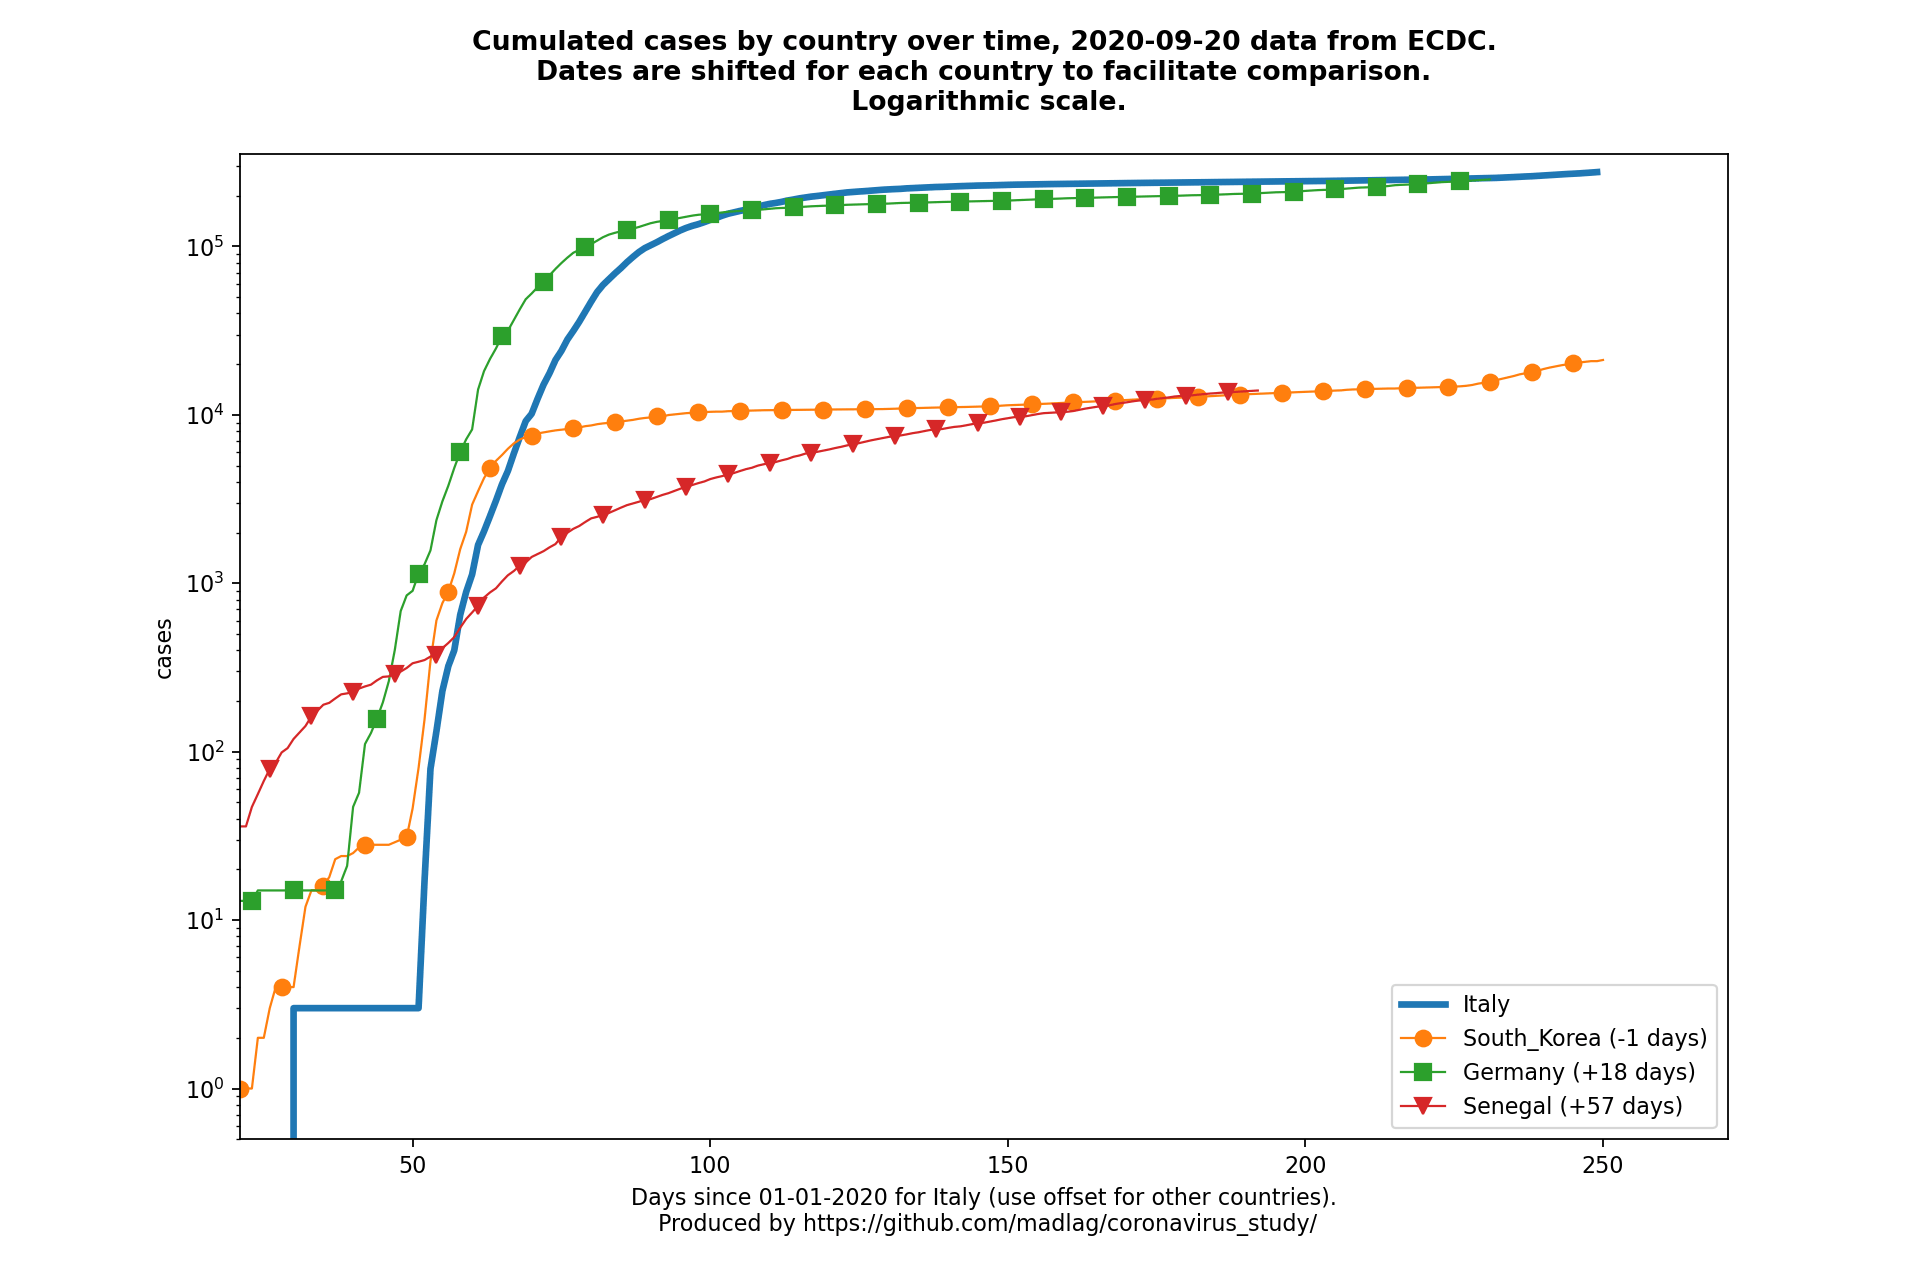 Cumulated cases by country over time, 2020-09-20 data from ECDC.
Dates are shifted for each country to facilitate comparison.
Logarithmic scale.
cases
10^5
10^4
10^3
10^2
10^1
10^0
50
100
150
200
250
Italy
South_Korea (-1 days)
Germany (+18 days)
Senegal (+57 days)
Days since 01-01-2020 for Italy (use offset for other countries).
Produced by https://github.com/madlag/coronavirus_study/